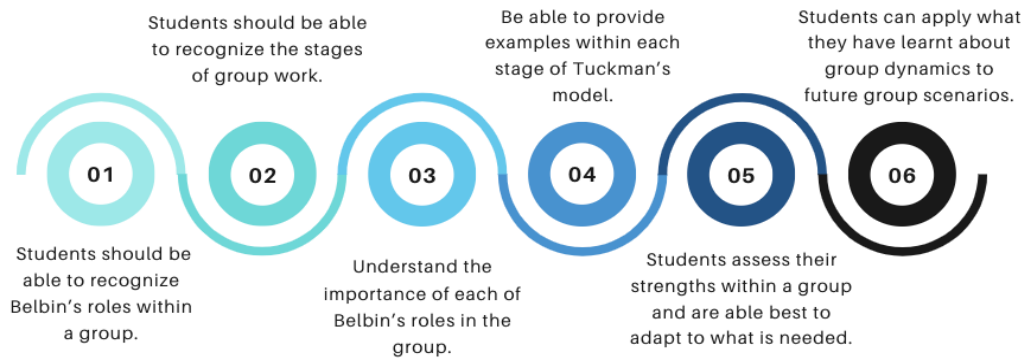 01
Students should be
able to recognize
Belbin’s roles within
a group.
Students should be able
to recognize the stages
of group work.
02
03
Understand the
importance of each of
Belbin’s roles in the
group.
Be able to provide
examples within each
stage of Tuckman’s
model.
04
05
Students assess their
strengths within a group
and are able best to
adapt to what is needed.
Students can apply what
they have learnt about
group dynamics to
future group scenarios.
06